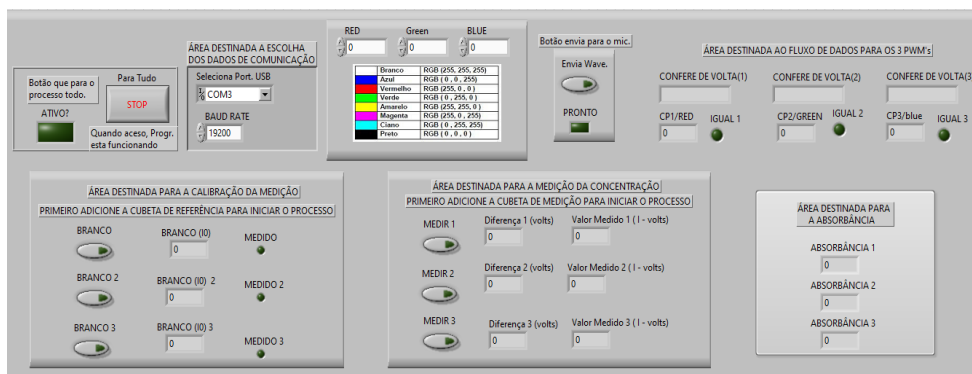 Botão que para o
processo todo.
ATIVO?
Para Tudo
STOP
Quando aceso, Progr.
esta funcionando
ÁREA DESTINADA A ESCOLHA
DOS DADOS DE COMUNICAÇÃO
Seleciona Port. USB
COM3
BAUD RATE
19200
RED
Green
BLUE
0
0
0
Branco RGB (255, 255, 255)
Azul RGB ( 0 , 0 , 255)
Vermelho RGB (255, 0 , 0 )
Verde RGB ( 0 , 255, 0 )
Amarelo RGB (255, 255, 0 )
Magenta RGB (255, 0 , 255)
Ciano RGB ( 0 , 255, 255)
Preto RGB ( 0 , 0 , 0 )
Botão envia para o mic.
Envia Wave.
PRONTO
ÁREA DESTINADA AO FLUXO DE DADOS PARA OS 3 PWM's
CONFERE DE VOLTA(1)
CONFERE DE VOLTA(2)
CONFERE DE VOLTA(3
CP1/RED
IGUAL 1
CP2/GREEN
IGUAL 2
CP3/blue
IGUAL 3
0
0
0
ÁREA DESTINADA PARA A CALIBRAÇÃO DA MEDIÇÃO
PRIMEIRO ADICIONE A CUBETA DE REFERÊNCIA PARA INICIAR O PROCESSO
BRANCO
BRANCO (I0)
MEDIDO
0
BRANCO 2
BRANCO (I0) 2
MEDIDO 2
0
BRANCO 3
BRANCO (I0) 3
MEDIDO 3
0
ÁREA DESTINADA PARA A MEDIÇÃO DA CONCENTRAÇÃO
PRIMEIRO ADICIONE A CUBETA DE MEDIÇÃO PARA INICIAR O PROCESSO
MEDIR 1
Diferença 1 (volts)
Valor Medido 1 ( I - volts)
0
0
MEDIR 2
Diferença 2 (volts)
Valor Medido 2 ( I - volts)
0
0
MEDIR 3
Diferença 3 (volts)
Valor Medido 3 ( I - volts)
0
0
ÁREA DESTINADA PARA
A ABSORBÂNCIA
ABSORBÂNCIA 1
0
ABSORBÂNCIA 2
0
ABSORBÂNCIA 3
0